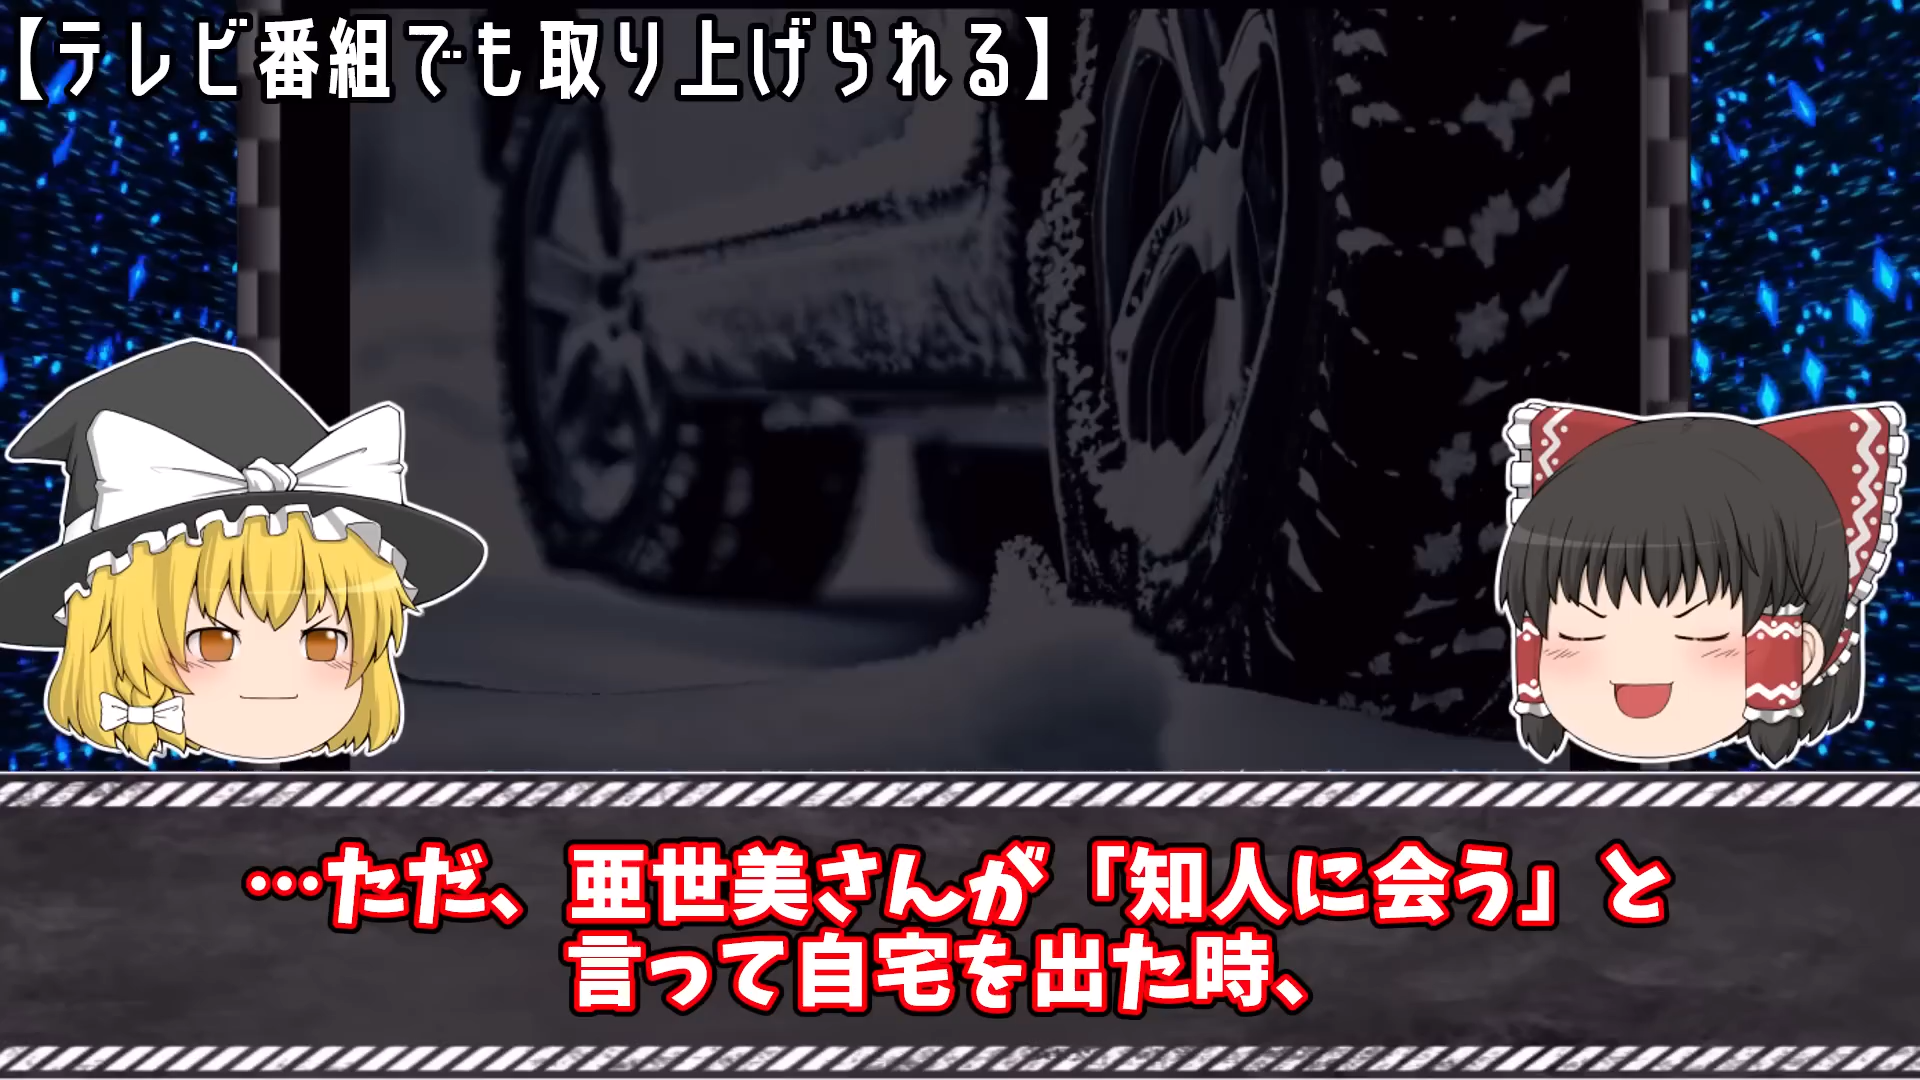 【テレビ番組でも取り上げられる】
…ただ、亜世美さんが「知人に会う」と
言って自宅を出た時、